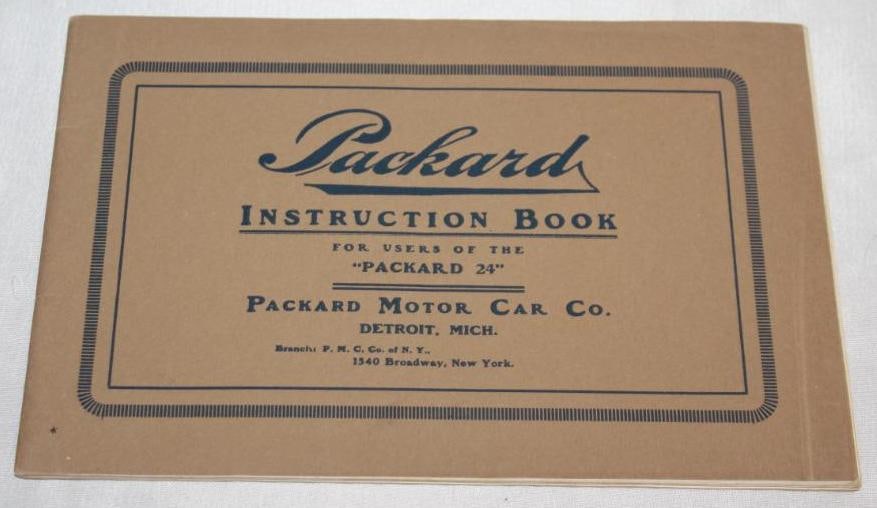 Packard
INSTRUCTION BOOK
FOR USERS OF THE
"PACKARD 24"
PACKARD MOTOR CAR CO.
DETROIT, MICH.
Branch: P. M. C. Co. of N. Y.,
1540 Broadway, New York.